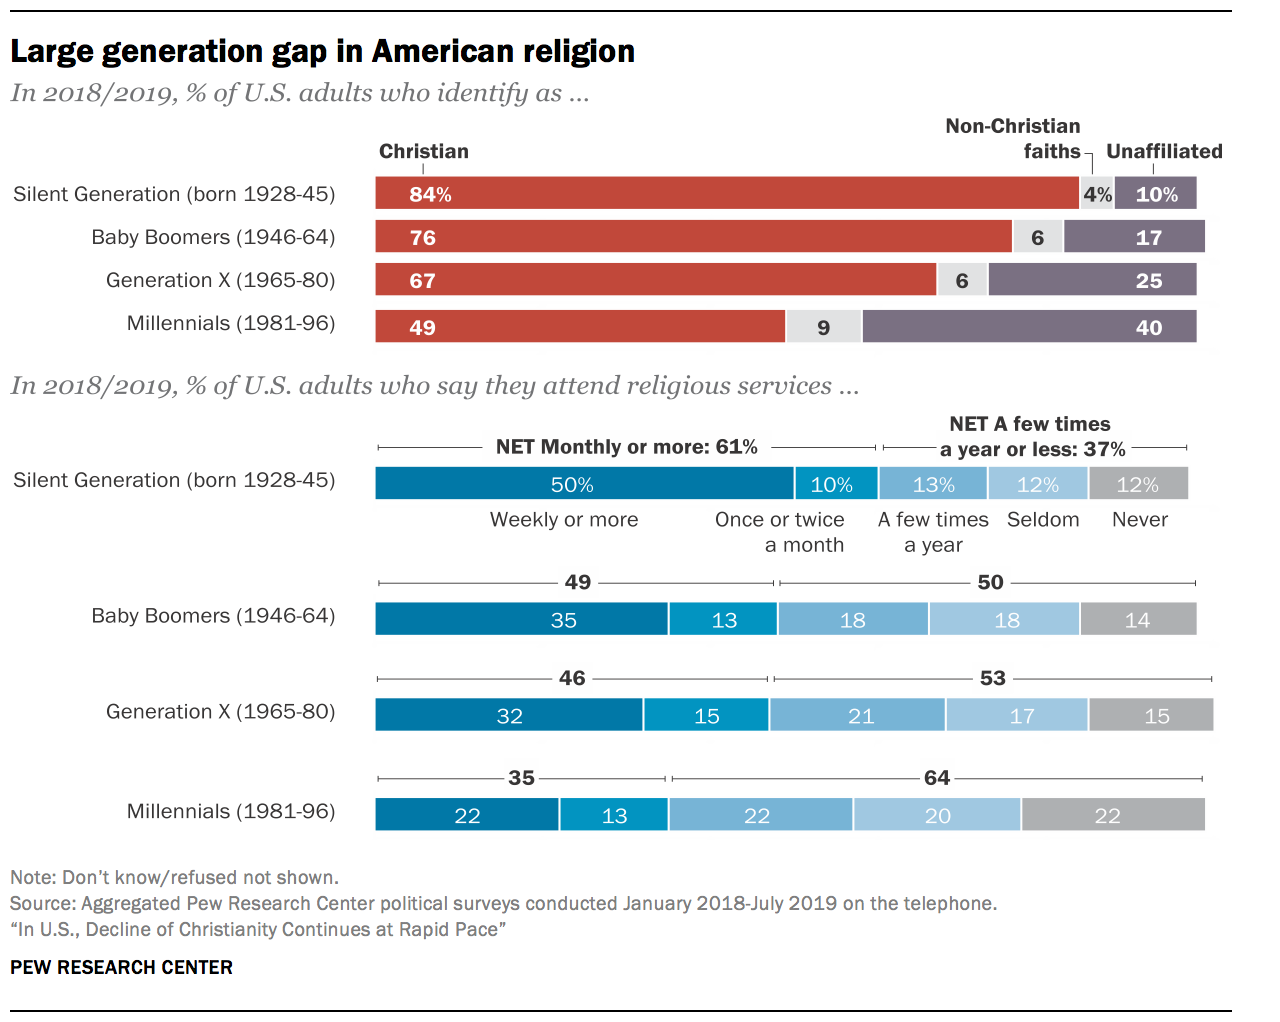 Large generation gap in American religion
In 2018/2019, % of U.S. adults who identify as ...
Non-Christian
Christian faiths Unaffiliated
Silent Generation (born 1928-45) 84% 4% 10%
Baby Boomers (1946-64) 76 6 17
Generation X (1965-80) 67 6 25
Millennials (1981-96) 49 9 40
In 2018/2019, % of U.S. adults who say they attend religious services ...
NET A few times
NET Monthly or more: 61% a year or less: 37%
Silent Generation (born 1928-45) 50% 10% 13% 12% 12%
Weekly or more Once or twice A few times Seldom Never
a month a year
49 50
Baby Boomers (1946-64) 35 13 18 18 14
46 53
Generation X (1965-80) 32 15 21 17 15
35 64
Millennials (1981-96) 22 13 22 20 22
Note: Don’t know/refused not shown.
Source: Aggregated Pew Research Center political surveys conducted January 2018-July 2019 on the telephone.
“In U.S., Decline of Christianity Continues at Rapid Pace”
PEW RESEARCH CENTER